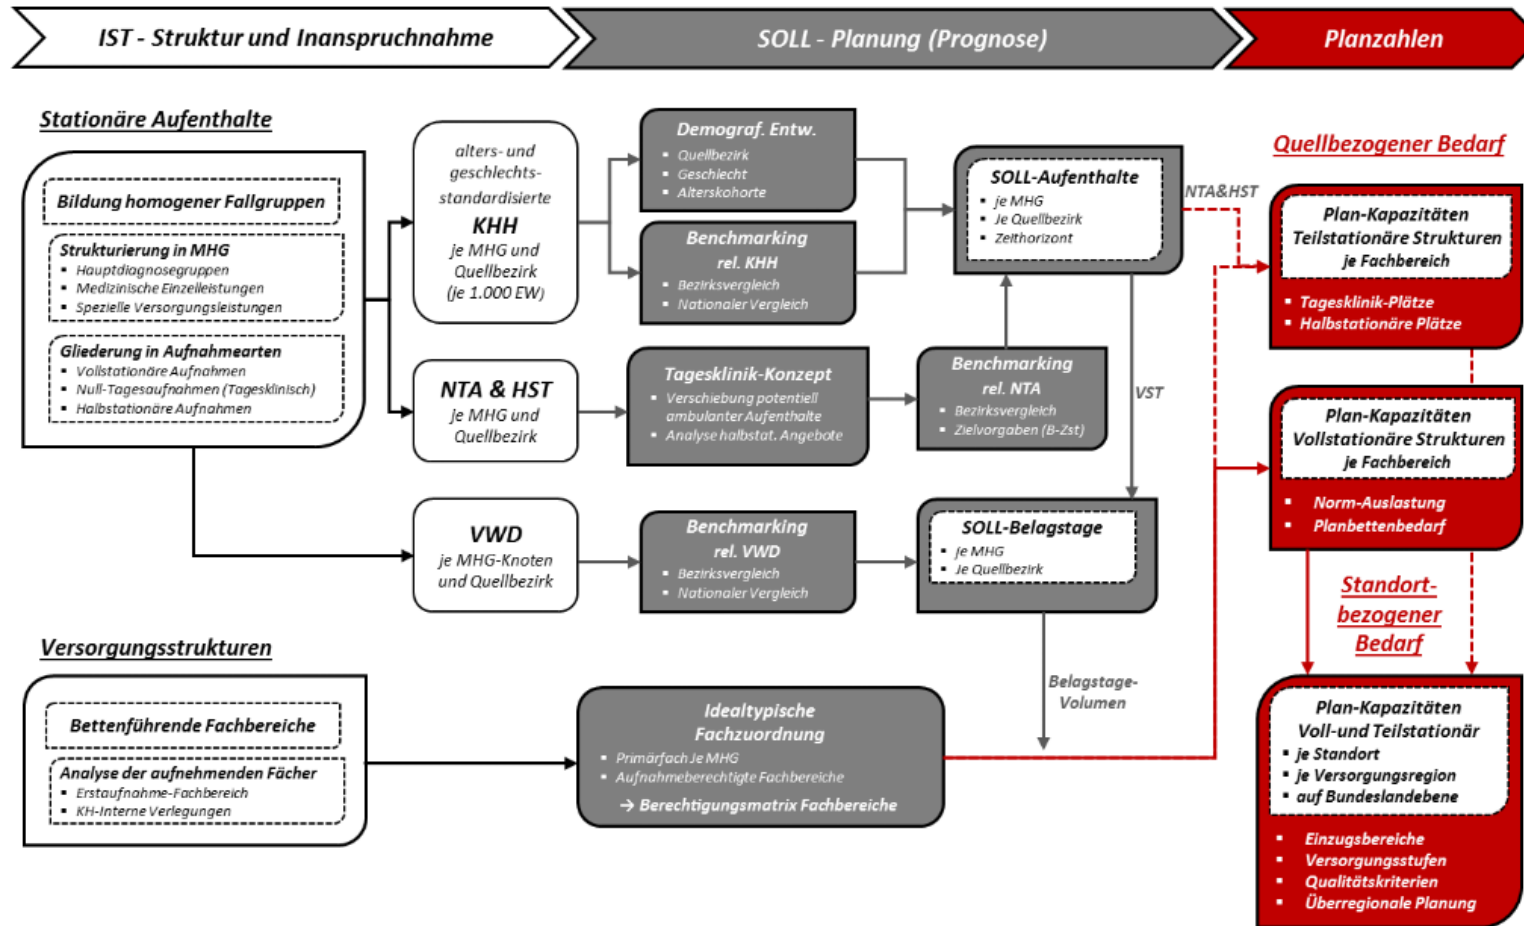 IST - Struktur und Inanspruchnahme
SOLL - Planung (Prognose)
Planzahlen
Stationäre Aufenthalte
Bildung homogener Fallgruppen
Strukturierung in MHG
▪ Hauptdiagnosegruppen
▪ Medizinische Einzelleistungen
▪ Spezielle Versorgungsleistungen
Gliederung in Aufnahmearten
▪ Vollstationäre Aufnahmen
▪ Null-Tagesaufnahmen (Tagesklinisch)
▪ Halbstationäre Aufnahmen
alters- und
geschlechts-
standardisierte
KHH
je MHG und
Quellbezirk
(je 1.000 EW)
NTA & HST
je MHG und
Quellbezirk
VWD
je MHG-Knoten
und Quellbezirk
Demograf. Entw.
▪ Quellbezirk
▪ Geschlecht
▪ Alterskohorte
Benchmarking
rel. KHH
▪ Bezirksvergleich
▪ Nationaler Vergleich
Tagesklinik-Konzept
▪ Verschiebung potentiell
ambulanter Aufenthalte
▪ Analyse halbstat. Angebote
Benchmarking
rel. NTA
▪ Bezirksvergleich
▪ Zielvorgaben (B-Zst)
Benchmarking
rel. VWD
▪ Bezirksvergleich
▪ Nationaler Vergleich
SOLL-Aufenthalte
▪ je MHG
▪ Je Quellbezirk
▪ Zeithorizont
NTA&HST
VST
SOLL-Belagstage
▪ je MHG
▪ Je Quellbezirk
Belagstage-
Volumen
Quellbezogener Bedarf
Plan-Kapazitäten
Teilstationäre Strukturen
je Fachbereich
▪ Tagesklinik-Plätze
▪ Halbstationäre Plätze
Plan-Kapazitäten
Vollstationäre Strukturen
je Fachbereich
▪ Norm-Auslastung
▪ Planbettenbedarf
Standort-
bezogener
Bedarf
Plan-Kapazitäten
Voll-und Teilstationär
▪ je Standort
▪ je Versorgungsregion
▪ auf Bundeslandebene
▪ Einzugsbereiche
▪ Versorgungsstufen
▪ Qualitätskriterien
▪ Überregionale Planung
Versorgungsstrukturen
Bettenführende Fachbereiche
Analyse der aufnehmenden Fächer
▪ Erstaufnahme-Fachbereich
▪ KH-Interne Verlegungen
Idealtypische
Fachzuordnung
▪ Primärfach Je MHG
▪ Aufnahmeberechtigte Fachbereiche
→ Berechtigungsmatrix Fachbereiche